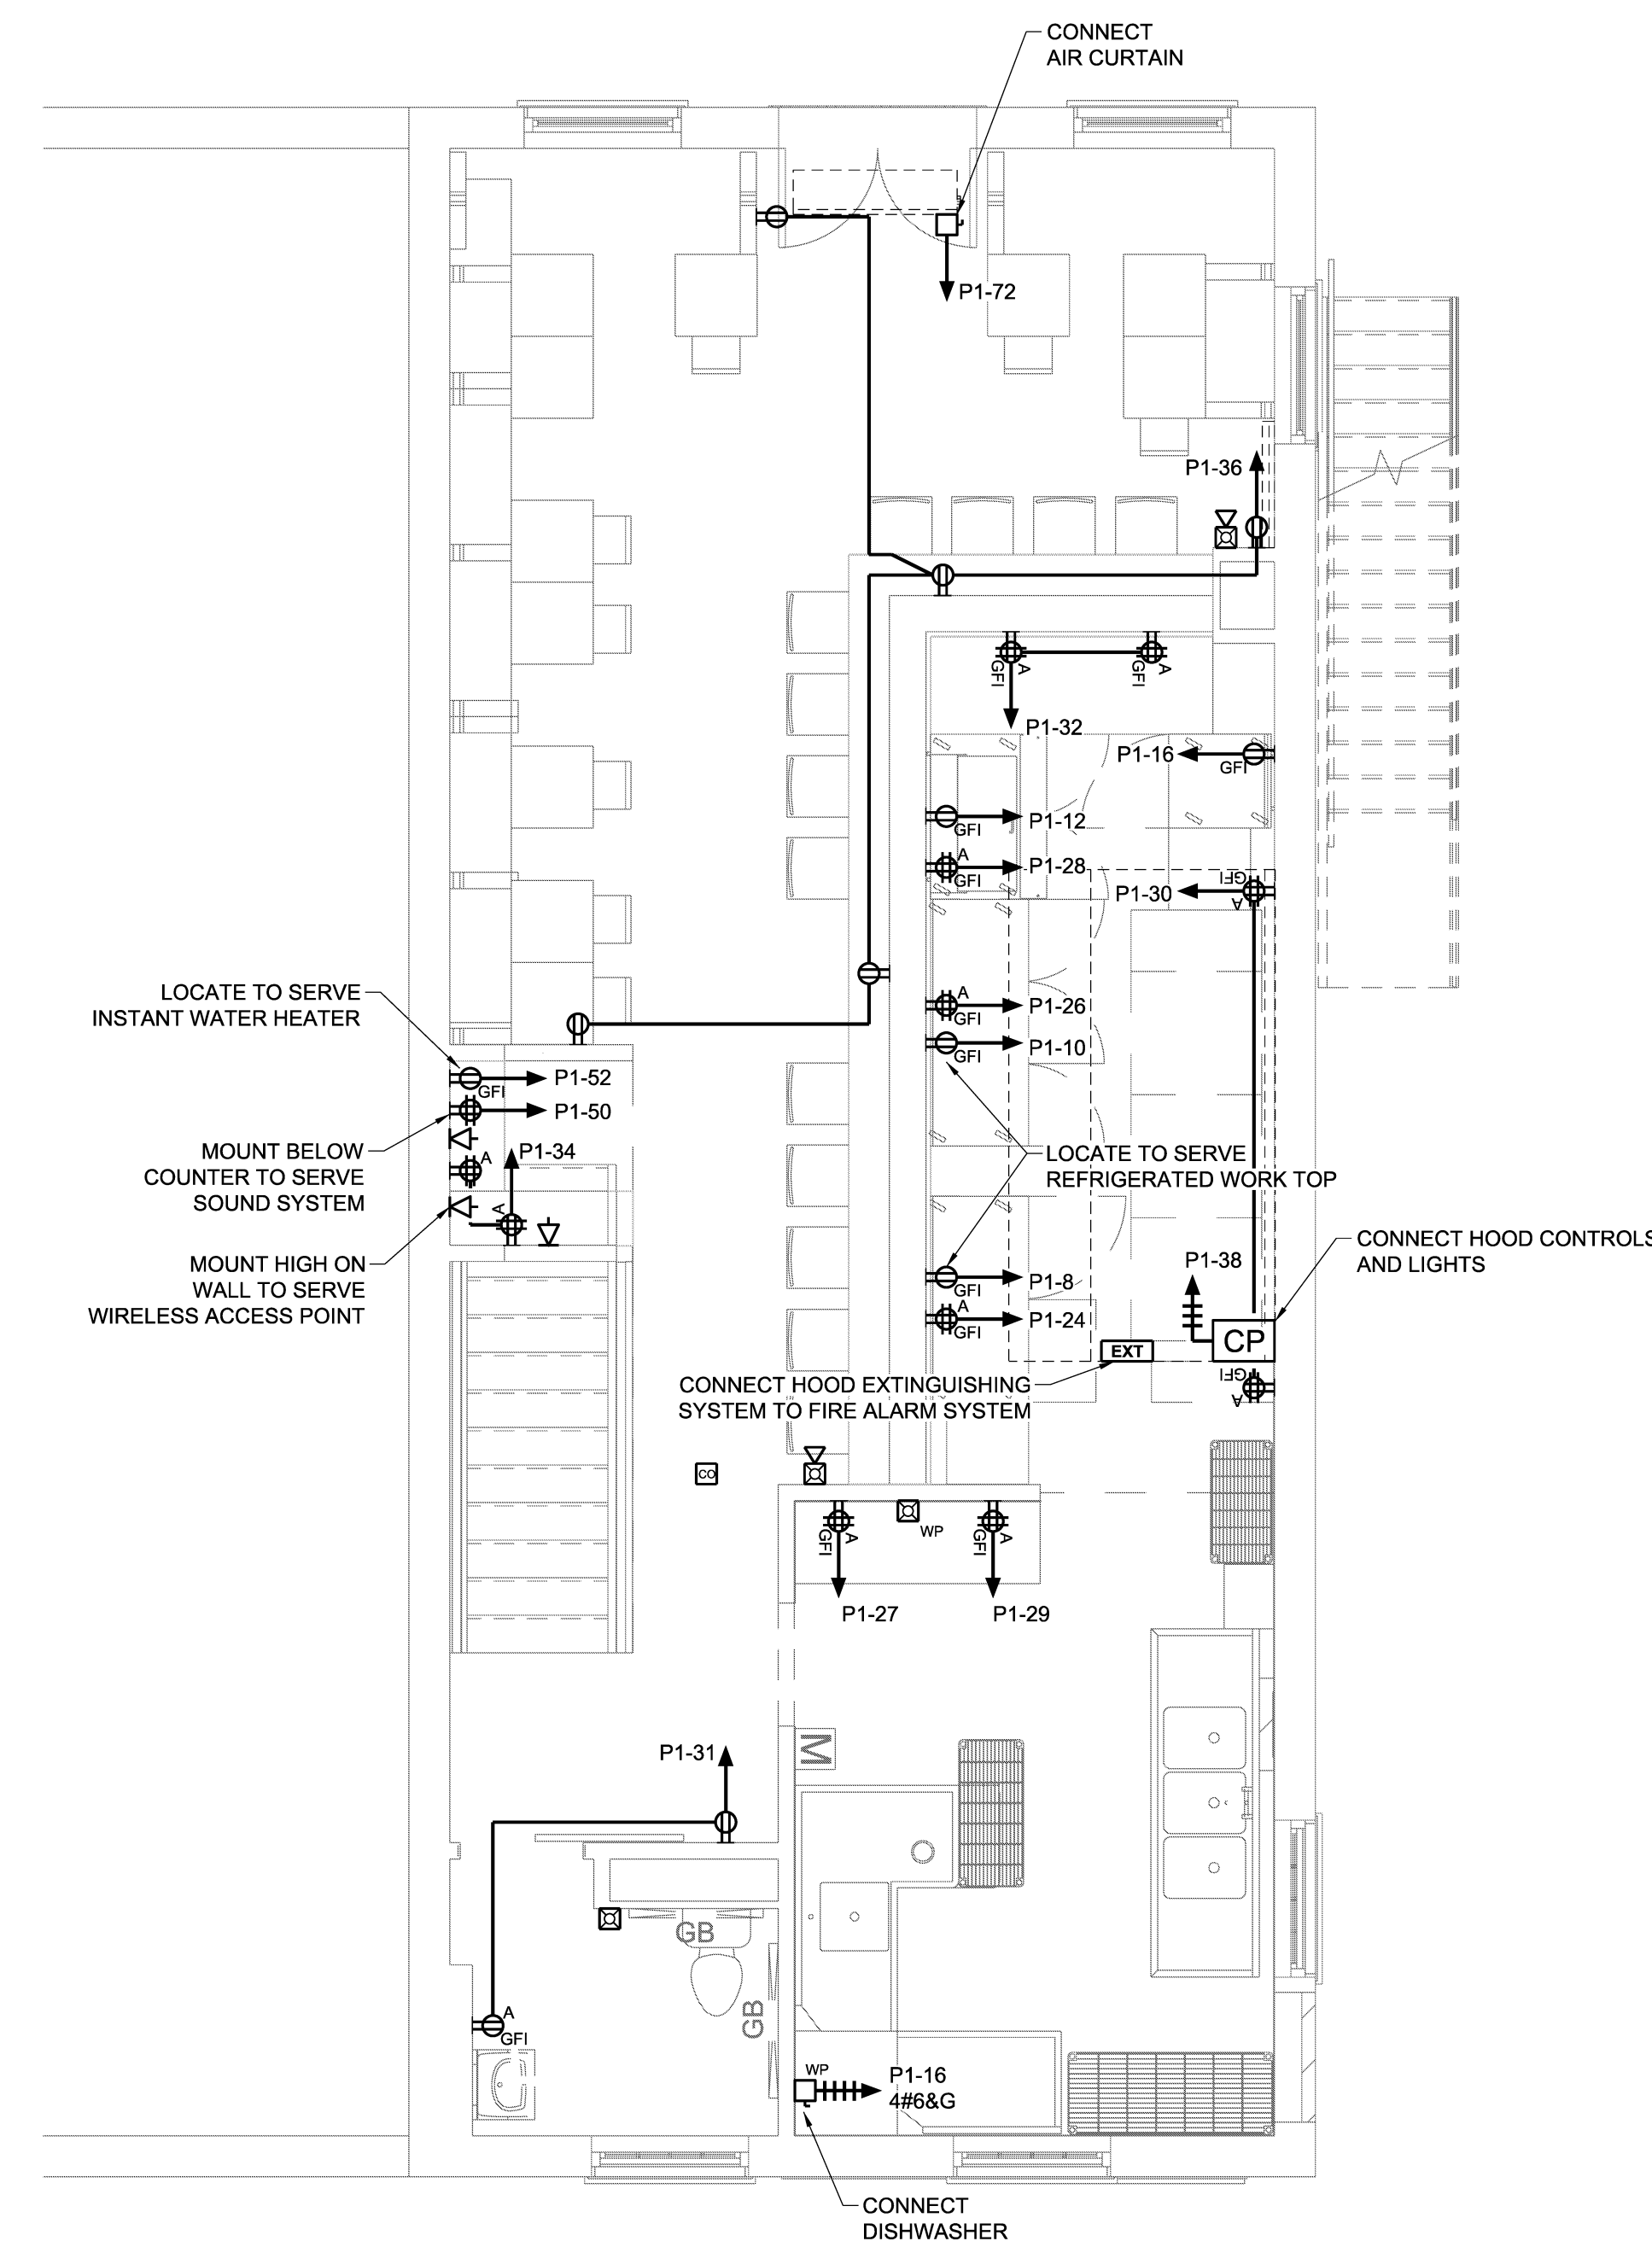 CONNECT
AIR CURTAIN
P1-72
P1-36
GFI
A
GFI
A
P1-32
P1-16
GFI
P1-12
GFI
A
P1-28
GFI
GFI
P1-30
A
LOCATE TO SERVE
INSTANT WATER HEATER
A
P1-26
GFI
P1-10
GFI
P1-52
GFI
P1-50
MOUNT BELOW
COUNTER TO SERVE
SOUND SYSTEM
A
P1-34
A
LOCATE TO SERVE
REFRIGERATED WORK TOP
MOUNT HIGH ON
WALL TO SERVE
WIRELESS ACCESS POINT
CONNECT HOOD CONTROLS
AND LIGHTS
P1-38
P1-8
GFI
A
P1-24
GFI
CP
EXT
GFI
A
CONNECT HOOD EXTINGUISHING
SYSTEM TO FIRE ALARM SYSTEM
CO
WP
GFI
A
GFI
A
P1-27
P1-29
P1-31
M
GB
GB
A
GFI
WP
P1-16
4#6&G
CONNECT
DISHWASHER